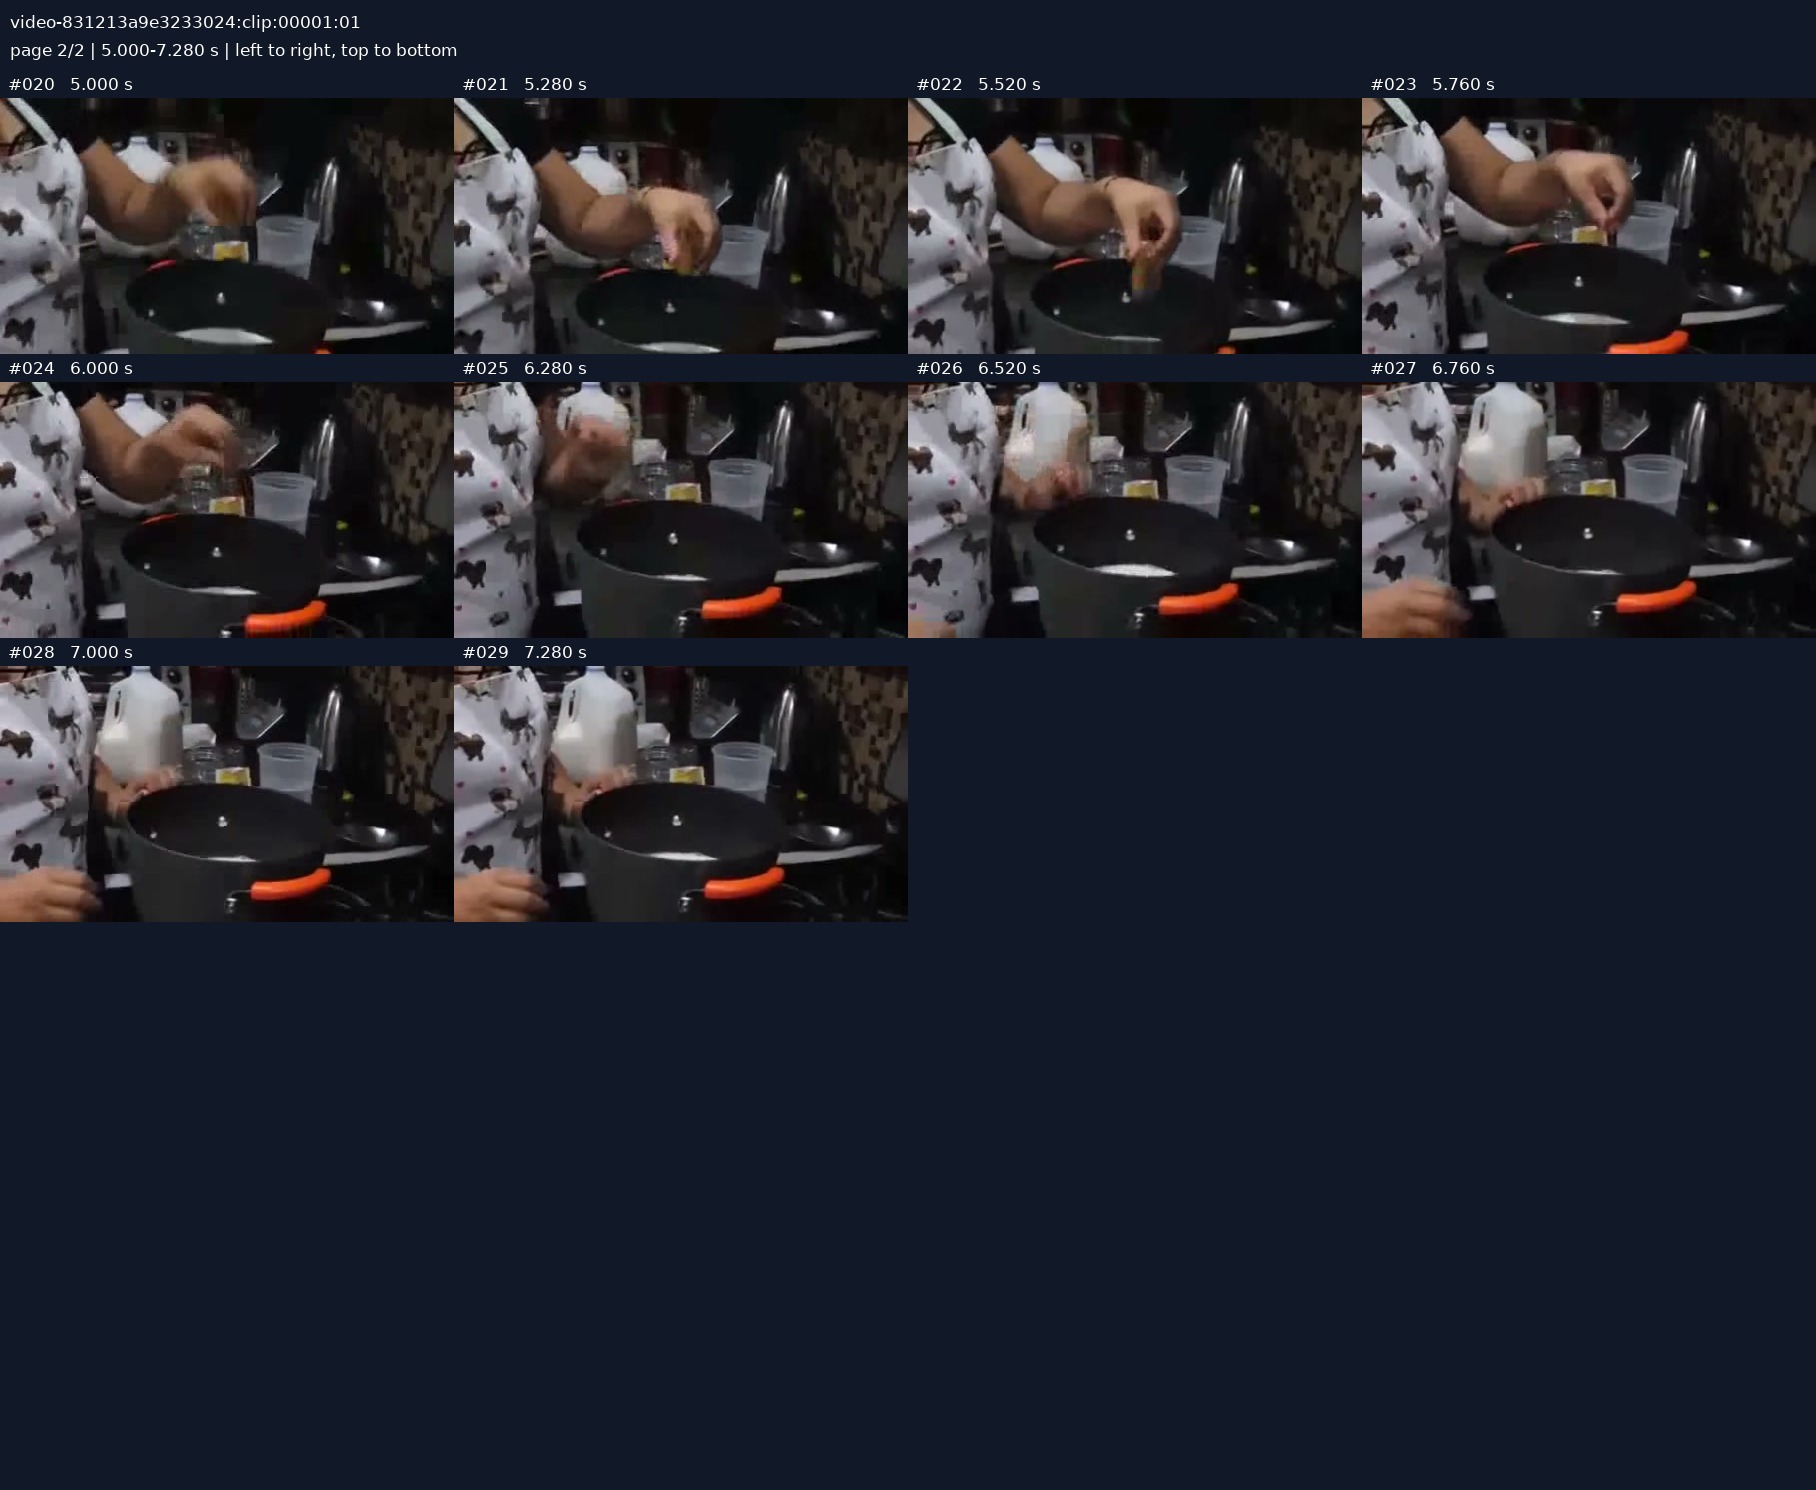 video-831213a9e3233024:clip:00001:01
page 2/2 | 5.000-7.280 s | left to right, top to bottom
#020 5.000 s
#021 5.280 s
#022 5.520 s
#023 5.760 s
#024 6.000 s
#025 6.280 s
#026 6.520 s
#027 6.760 s
#028 7.000 s
#029 7.280 s